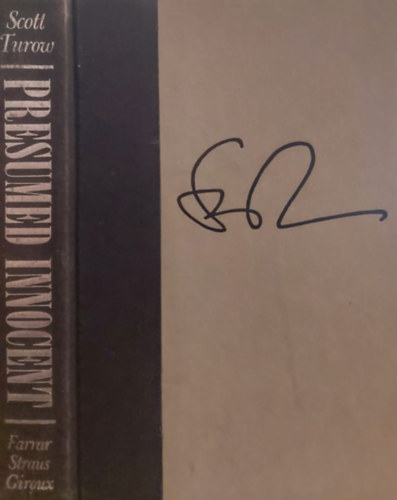 Scott
Turow
PRESUMED INNOCENT
Farrar
Straus
Giroux